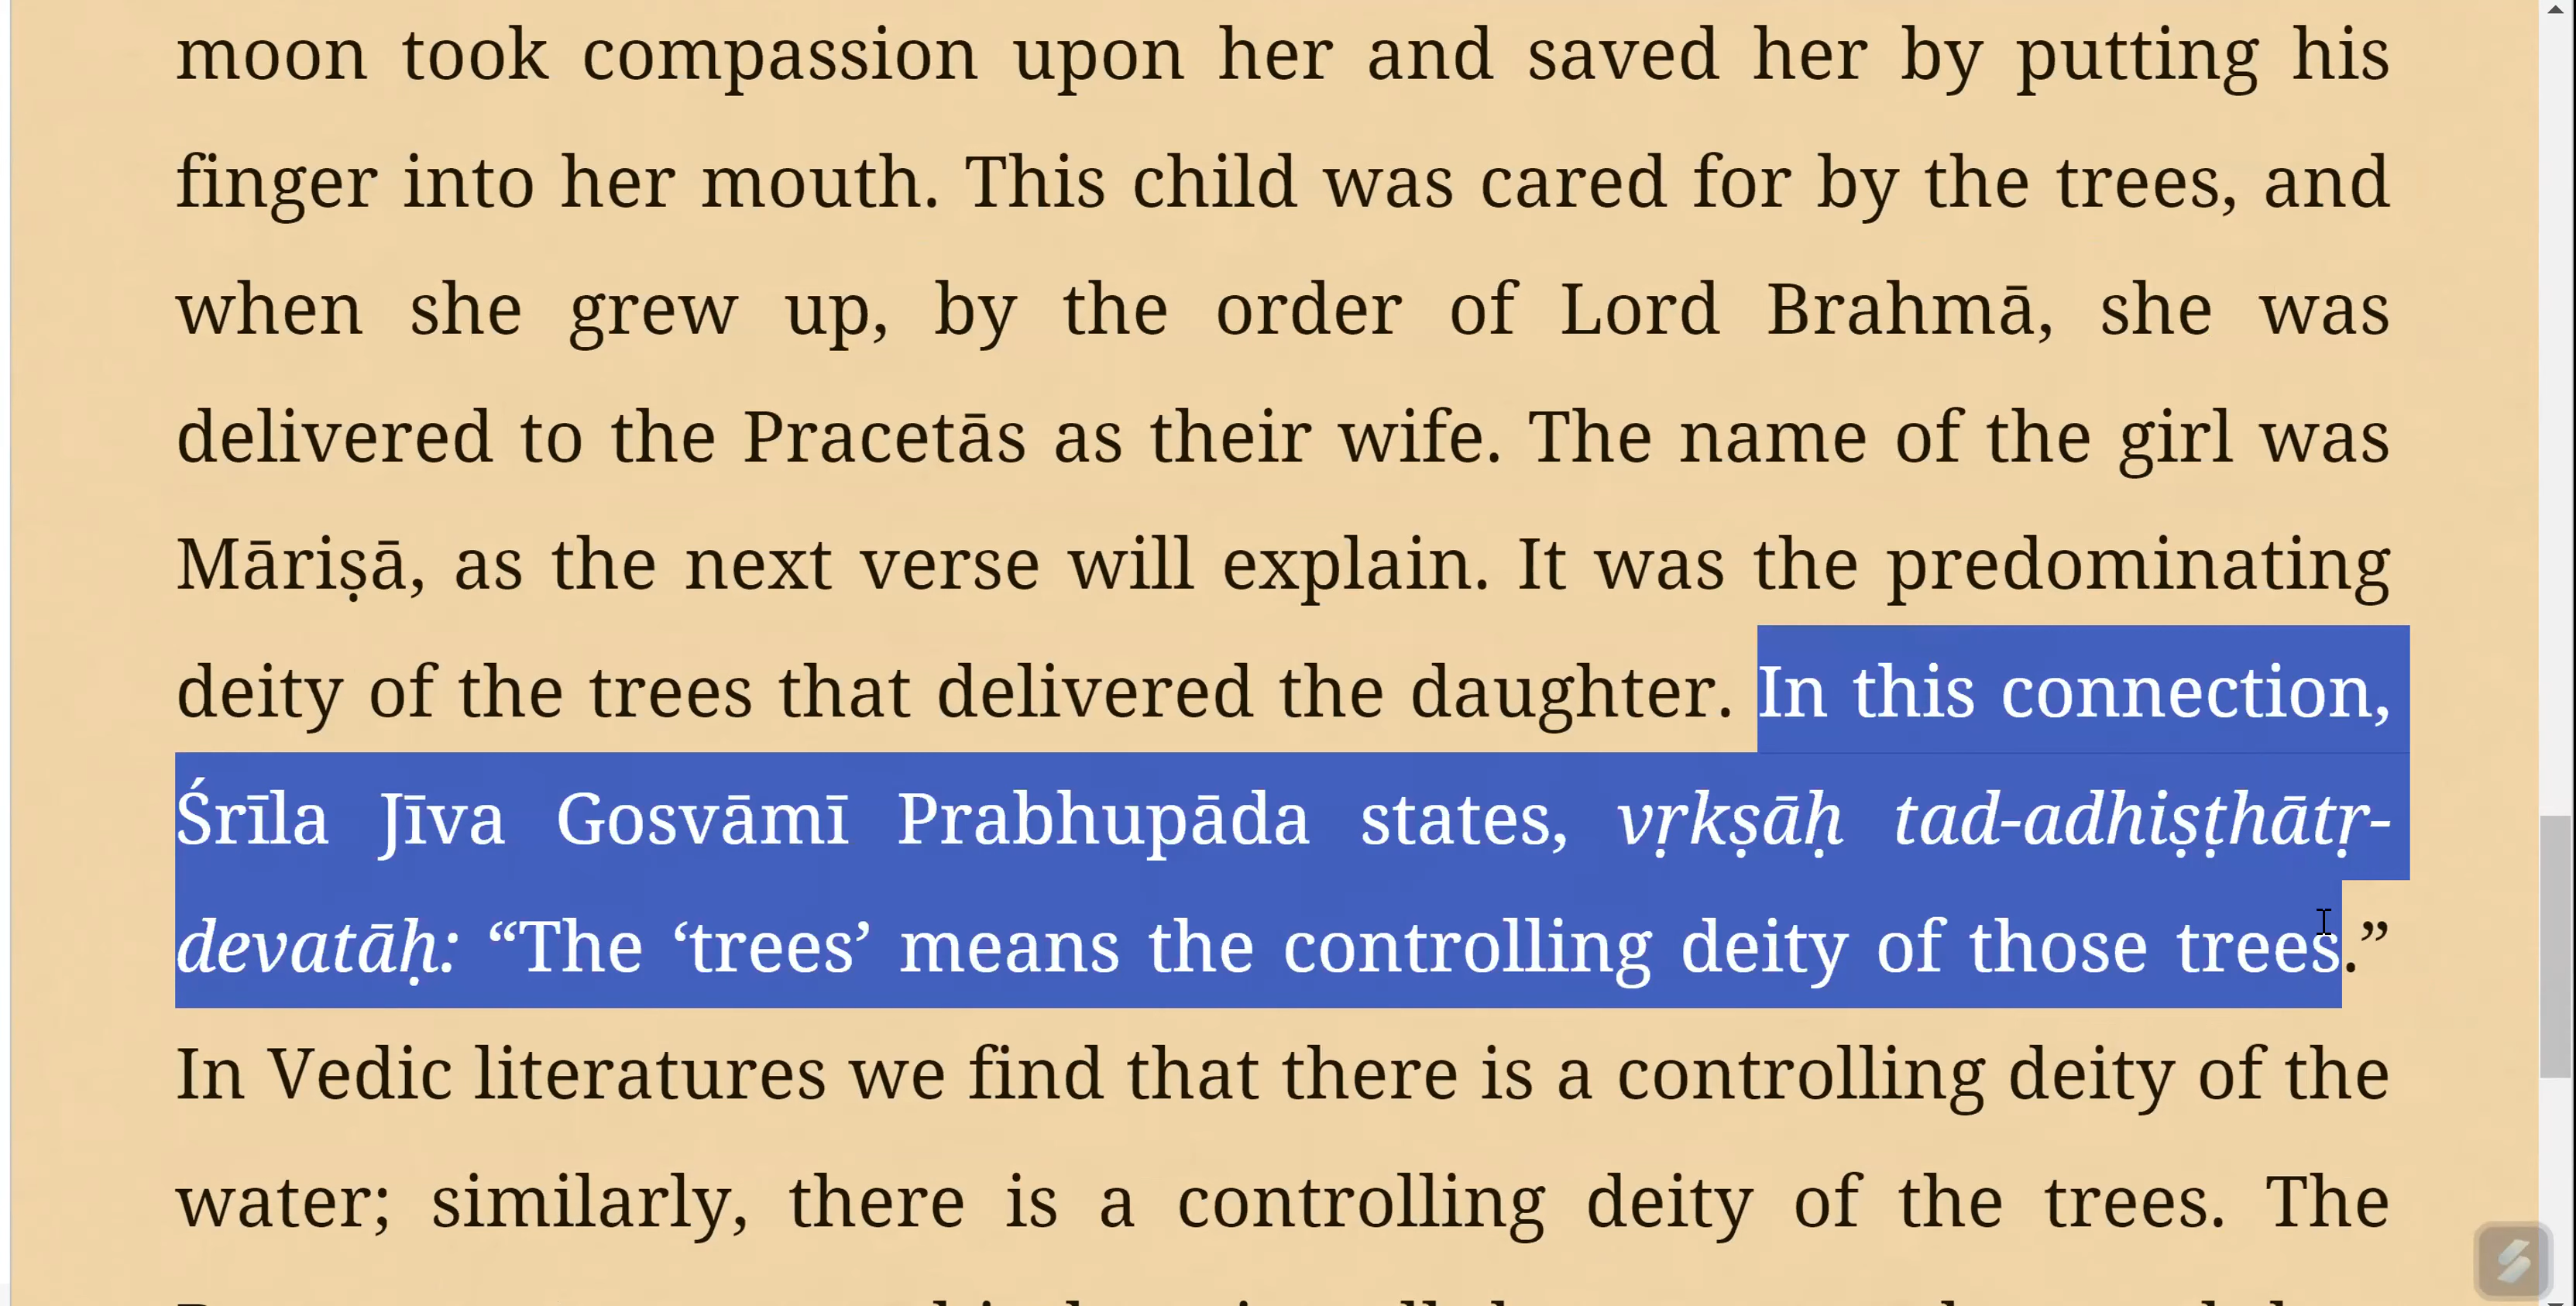 moon took compassion upon her and saved her by putting his
finger into her mouth. This child was cared for by the trees, and
when she grew up, by the order of Lord Brahmā, she was
delivered to the Pracetās as their wife. The name of the girl was
Māriṣā, as the next verse will explain. It was the predominating
deity of the trees that delivered the daughter. In this connection,
Śrīla Jīva Gosvāmī Prabhupāda states, vṛkṣāḥ tad-adhiṣṭhātṛ-
devatāḥ: “The ‘trees’ means the controlling deity of those trees.”
In Vedic literatures we find that there is a controlling deity of the
water; similarly, there is a controlling deity of the trees. The